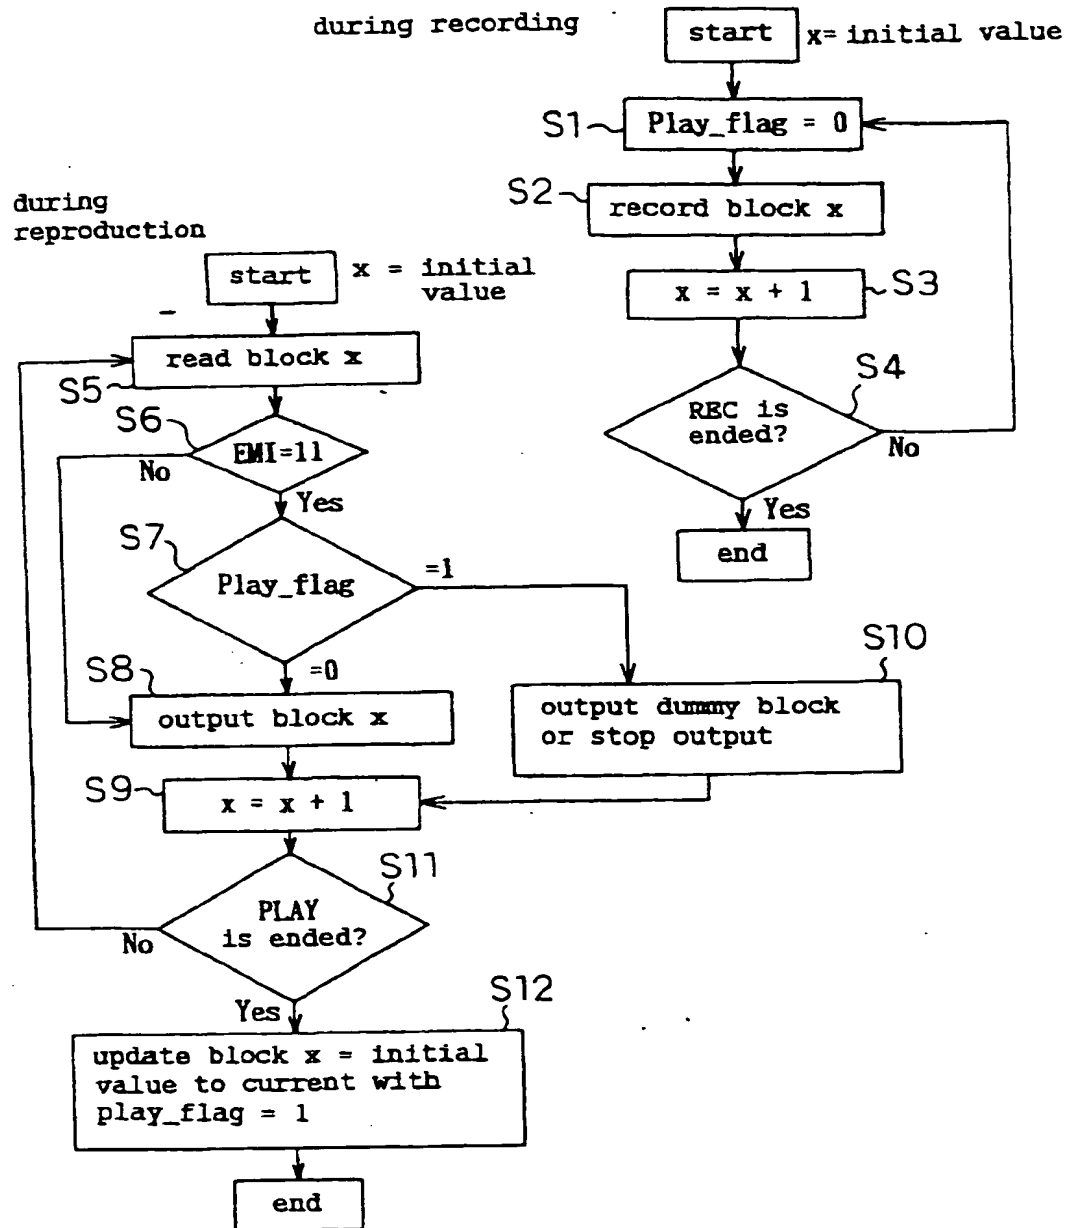 during recording
start
x= initial value
S1
Play_flag = 0
S2
record block x
x = x + 1
S3
S4
REC is
ended?
No
Yes
end
during
reproduction
start
x = initial
value
read block x
S5
S6
EMI=11
No
Yes
S7
Play_flag
=1
=0
S8
output block x
S10
output dummy block
or stop output
S9
x = x + 1
S11
PLAY
is ended?
No
Yes
S12
update block x = initial
value to current with
play_flag = 1
end